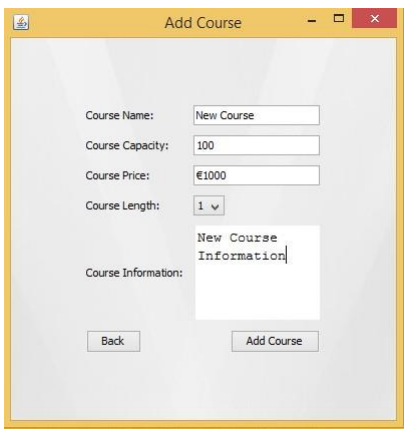 Add Course
Course Name: New Course
Course Capacity: 100
Course Price: €1000
Course Length: 1
New Course
Information
Course Information:
Back Add Course